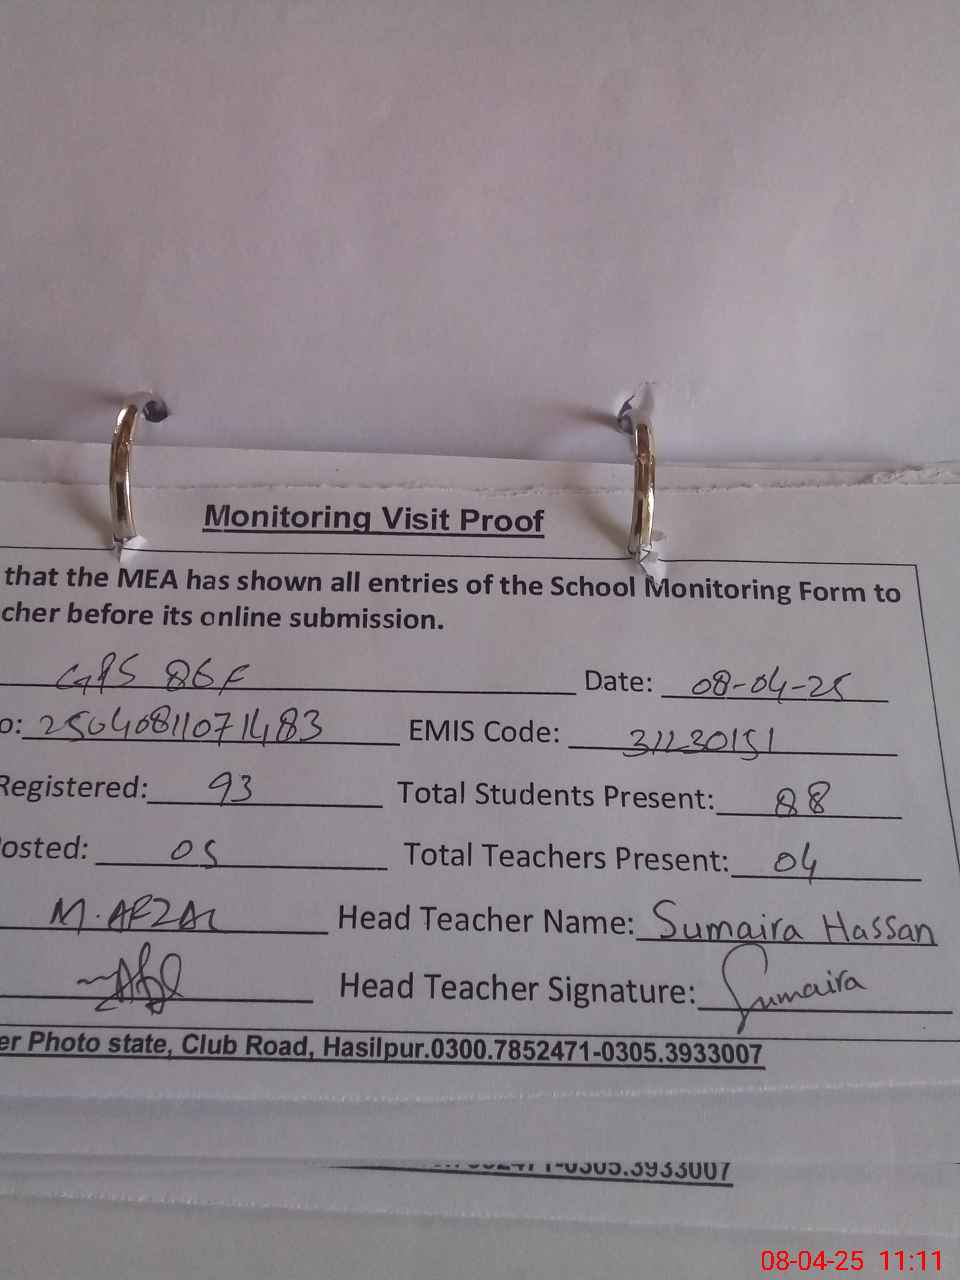 Monitoring Visit Proof
that the MEA has shown all entries of the School Monitoring Form to
cher before its online submission.
GPS 86F Date: 08-04-25
o: 25040811071483 EMIS Code: 31230151
Registered: 93 Total Students Present: 88
osted: 05 Total Teachers Present: 04
M. AFZAL Head Teacher Name: Sumaira Hassan
Head Teacher Signature: Sumaira
er Photo state, Club Road, Hasilpur.0300.7852471-0305.3933007
-0305.3933007
08-04-25 11:11